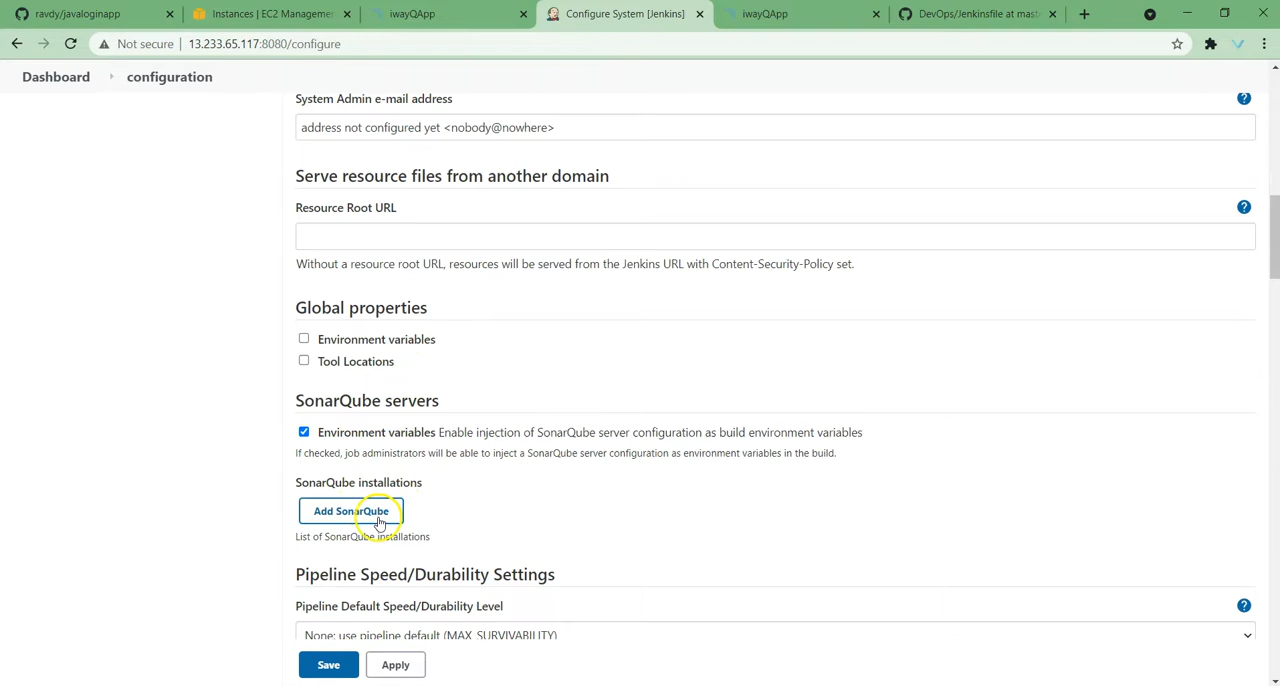 ravdy/javaloginapp
Instances | EC2 Managemen
iwayQApp
Configure System [Jenkins]
iwayQApp
DevOps/Jenkinsfile at mast
Not secure
13.233.65.117:8080/configure
Dashboard
configuration
System Admin e-mail address
address not configured yet <nobody@nowhere>
Serve resource files from another domain
Resource Root URL
Without a resource root URL, resources will be served from the Jenkins URL with Content-Security-Policy set.
Global properties
Environment variables
Tool Locations
SonarQube servers
Environment variables Enable injection of SonarQube server configuration as build environment variables
If checked, job administrators will be able to inject a SonarQube server configuration as environment variables in the build.
SonarQube installations
Add SonarQube
List of SonarQube installations
Pipeline Speed/Durability Settings
Pipeline Default Speed/Durability Level
None: use pipeline default (MAX_SURVIVABILITY)
Save
Apply